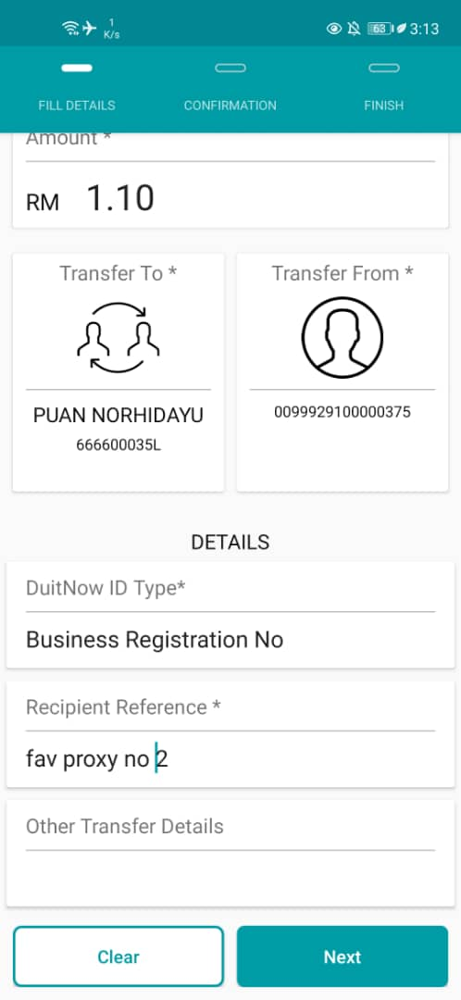 1
K/s
63
3:13
FILL DETAILS
CONFIRMATION
FINISH
Amount *
RM 1.10
Transfer To *
Transfer From *
PUAN NORHIDAYU
0099929100000375
666600035L
DETAILS
DuitNow ID Type*
Business Registration No
Recipient Reference *
fav proxy no 2
Other Transfer Details
Clear
Next